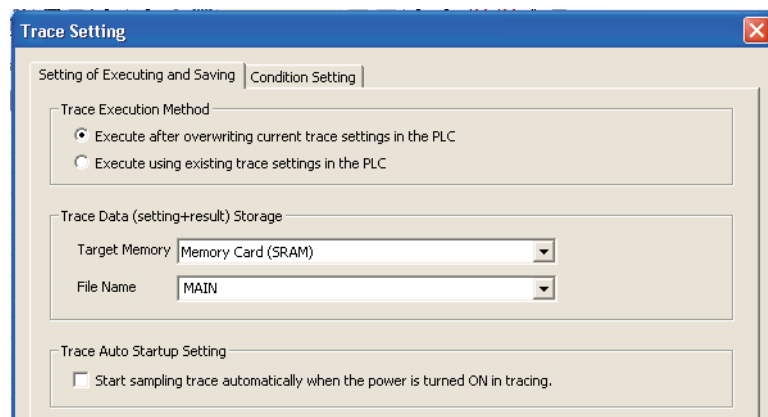 Trace Setting
Setting of Executing and Saving Condition Setting
Trace Execution Method
Execute after overwriting current trace settings in the PLC
Execute using existing trace settings in the PLC
Trace Data (setting+result) Storage
Target Memory Memory Card (SRAM)
File Name MAIN
Trace Auto Startup Setting
Start sampling trace automatically when the power is turned ON in tracing.